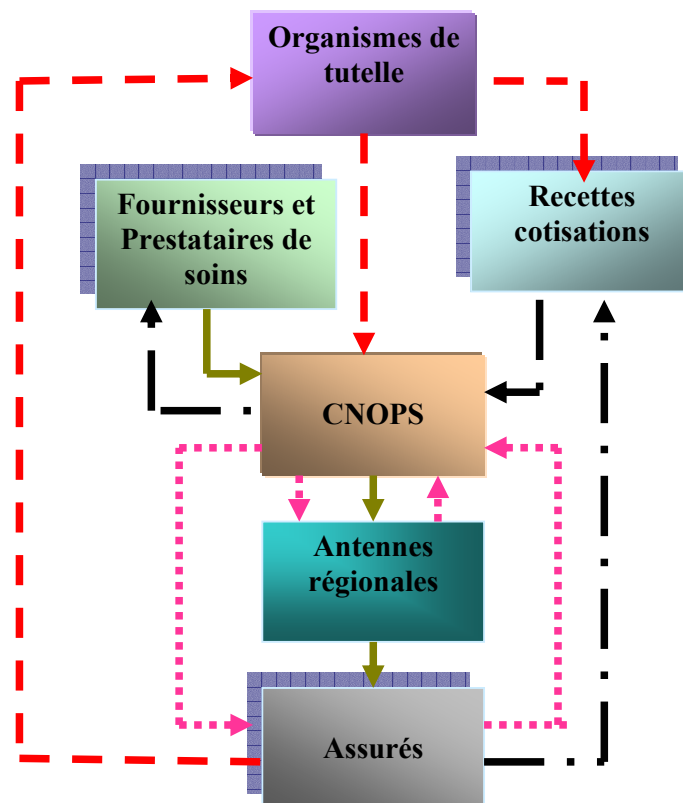 Organismes de
tutelle
Fournisseurs et
Prestataires de
soins
Recettes
cotisations
CNOPS
Antennes
régionales
Assurés